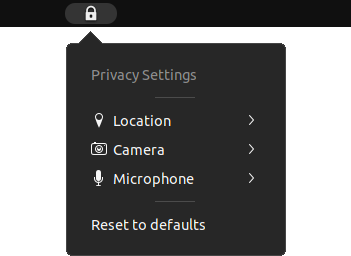 Privacy Settings
Location
Camera
Microphone
Reset to defaults